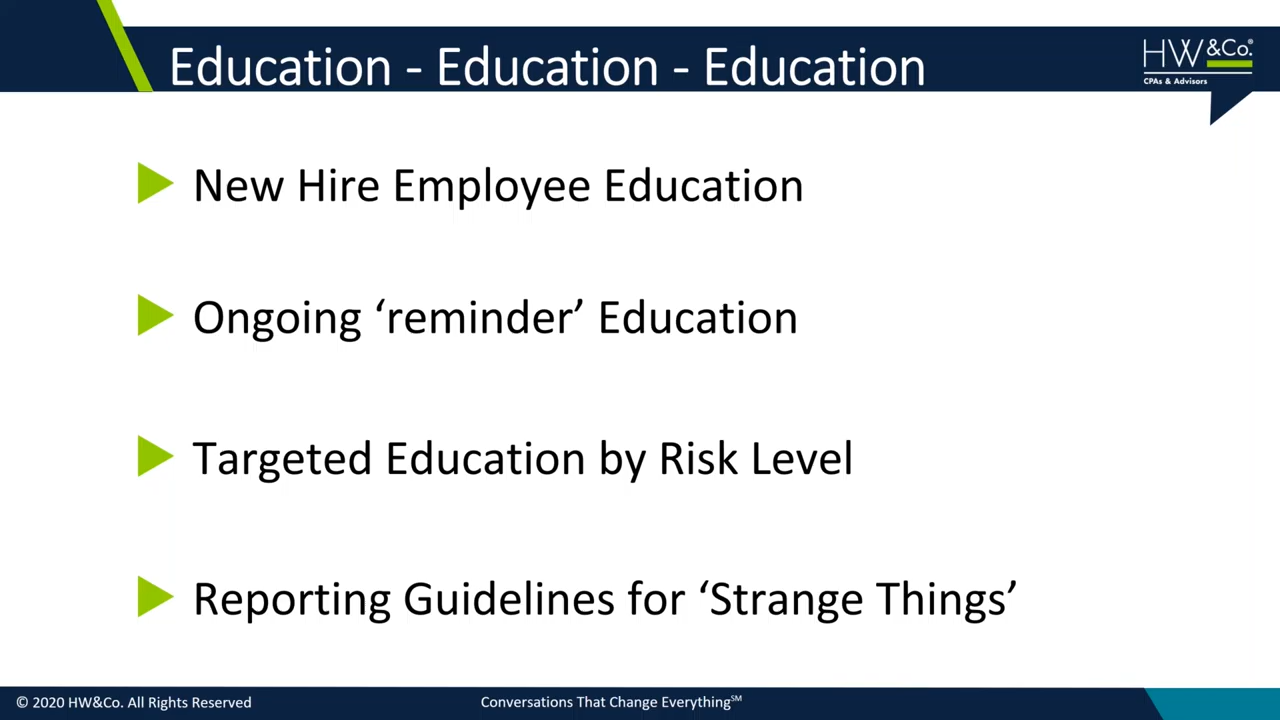 Education - Education - Education
HW&Co.®
CPAs & Advisors
New Hire Employee Education
Ongoing ‘reminder’ Education
Targeted Education by Risk Level
Reporting Guidelines for ‘Strange Things’
© 2020 HW&Co. All Rights Reserved
Conversations That Change Everything℠